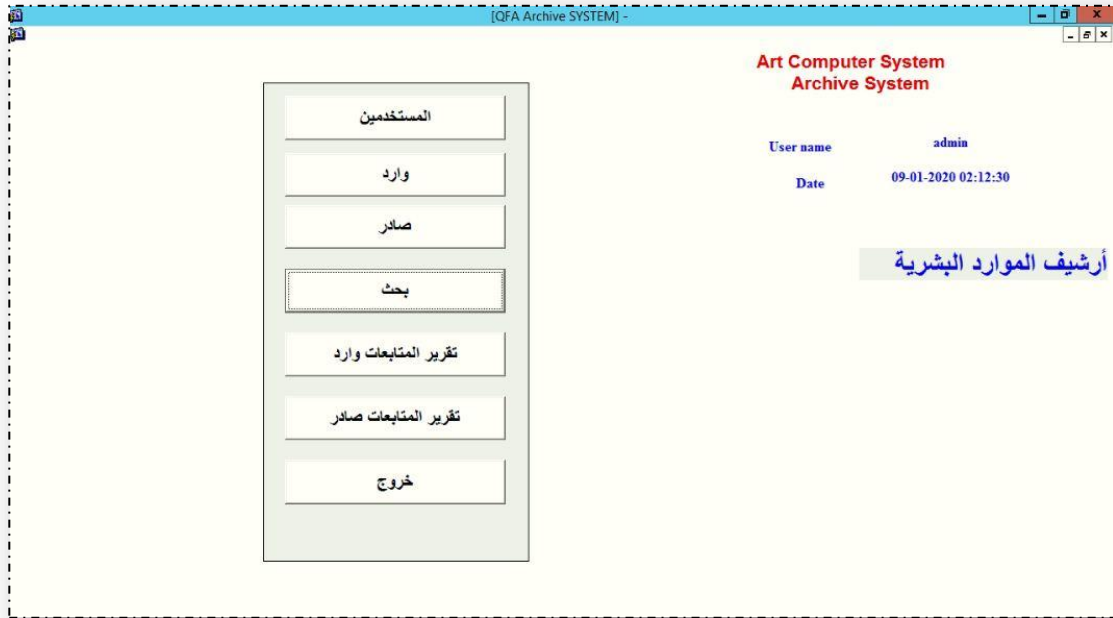 [QFA Archive SYSTEM] -
Art Computer System
Archive System
User name admin
Date 09-01-2020 02:12:30
أرشيف الموارد البشرية
المستخدمين
وارد
صادر
بحث
تقرير المتابعات وارد
تقرير المتابعات صادر
خروج